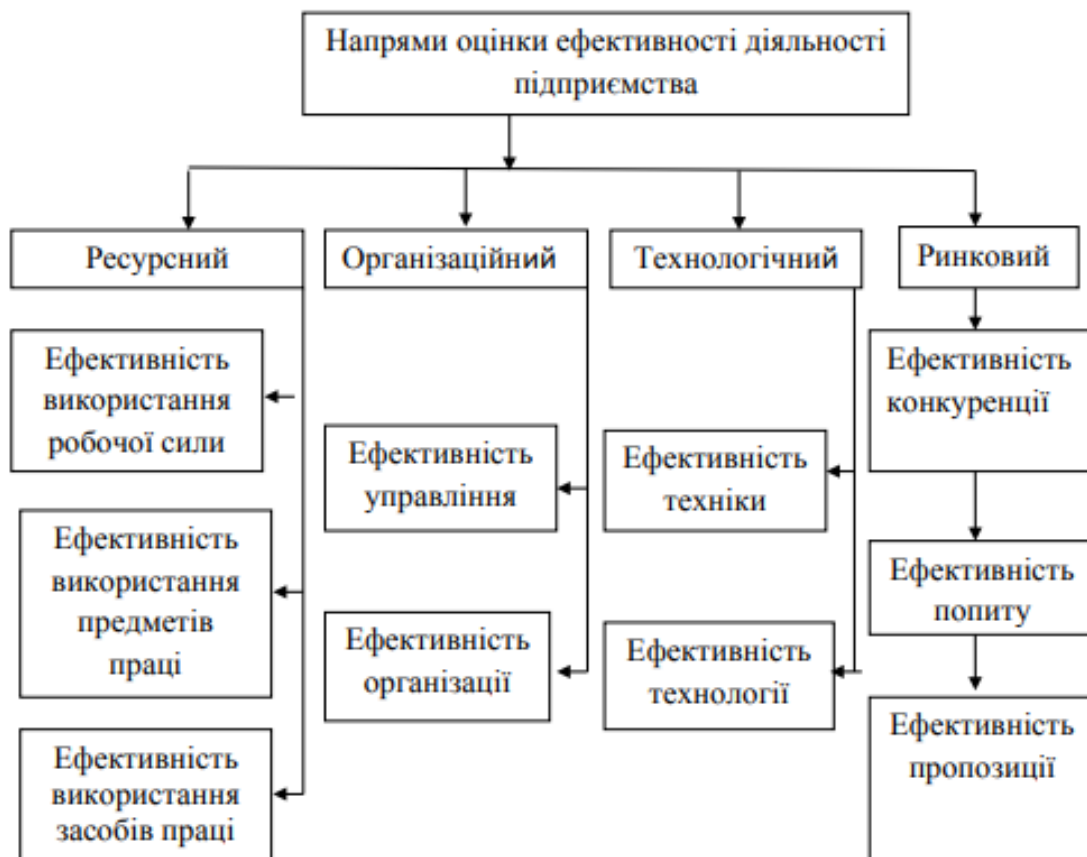 Напрями оцінки ефективності діяльності
підприємства
Ресурсний
Організаційний
Технологічний
Ринковий
Ефективність
використання
робочої сили
Ефективність
використання
предметів
праці
Ефективність
використання
засобів праці
Ефективність
управління
Ефективність
організації
Ефективність
техніки
Ефективність
технології
Ефективність
конкуренції
Ефективність
попиту
Ефективність
пропозиції